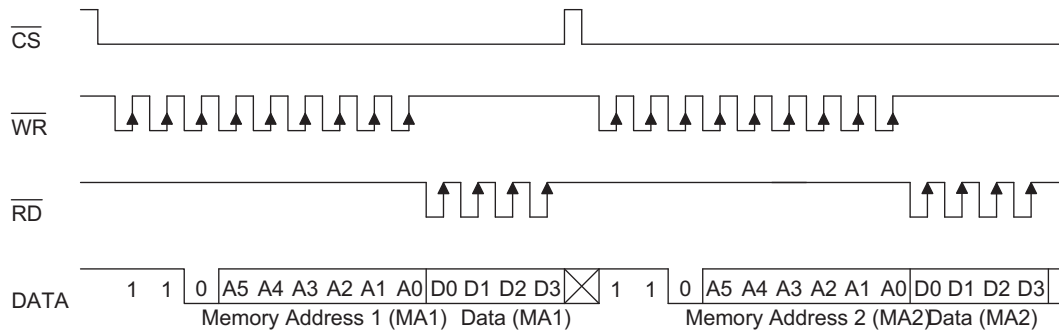 CS
WR
RD
DATA 1 1 0 A5 A4 A3 A2 A1 A0 D0 D1 D2 D3 1 1 0 A5 A4 A3 A2 A1 A0 D0 D1 D2 D3
Memory Address 1 (MA1) Data (MA1) Memory Address 2 (MA2) Data (MA2)